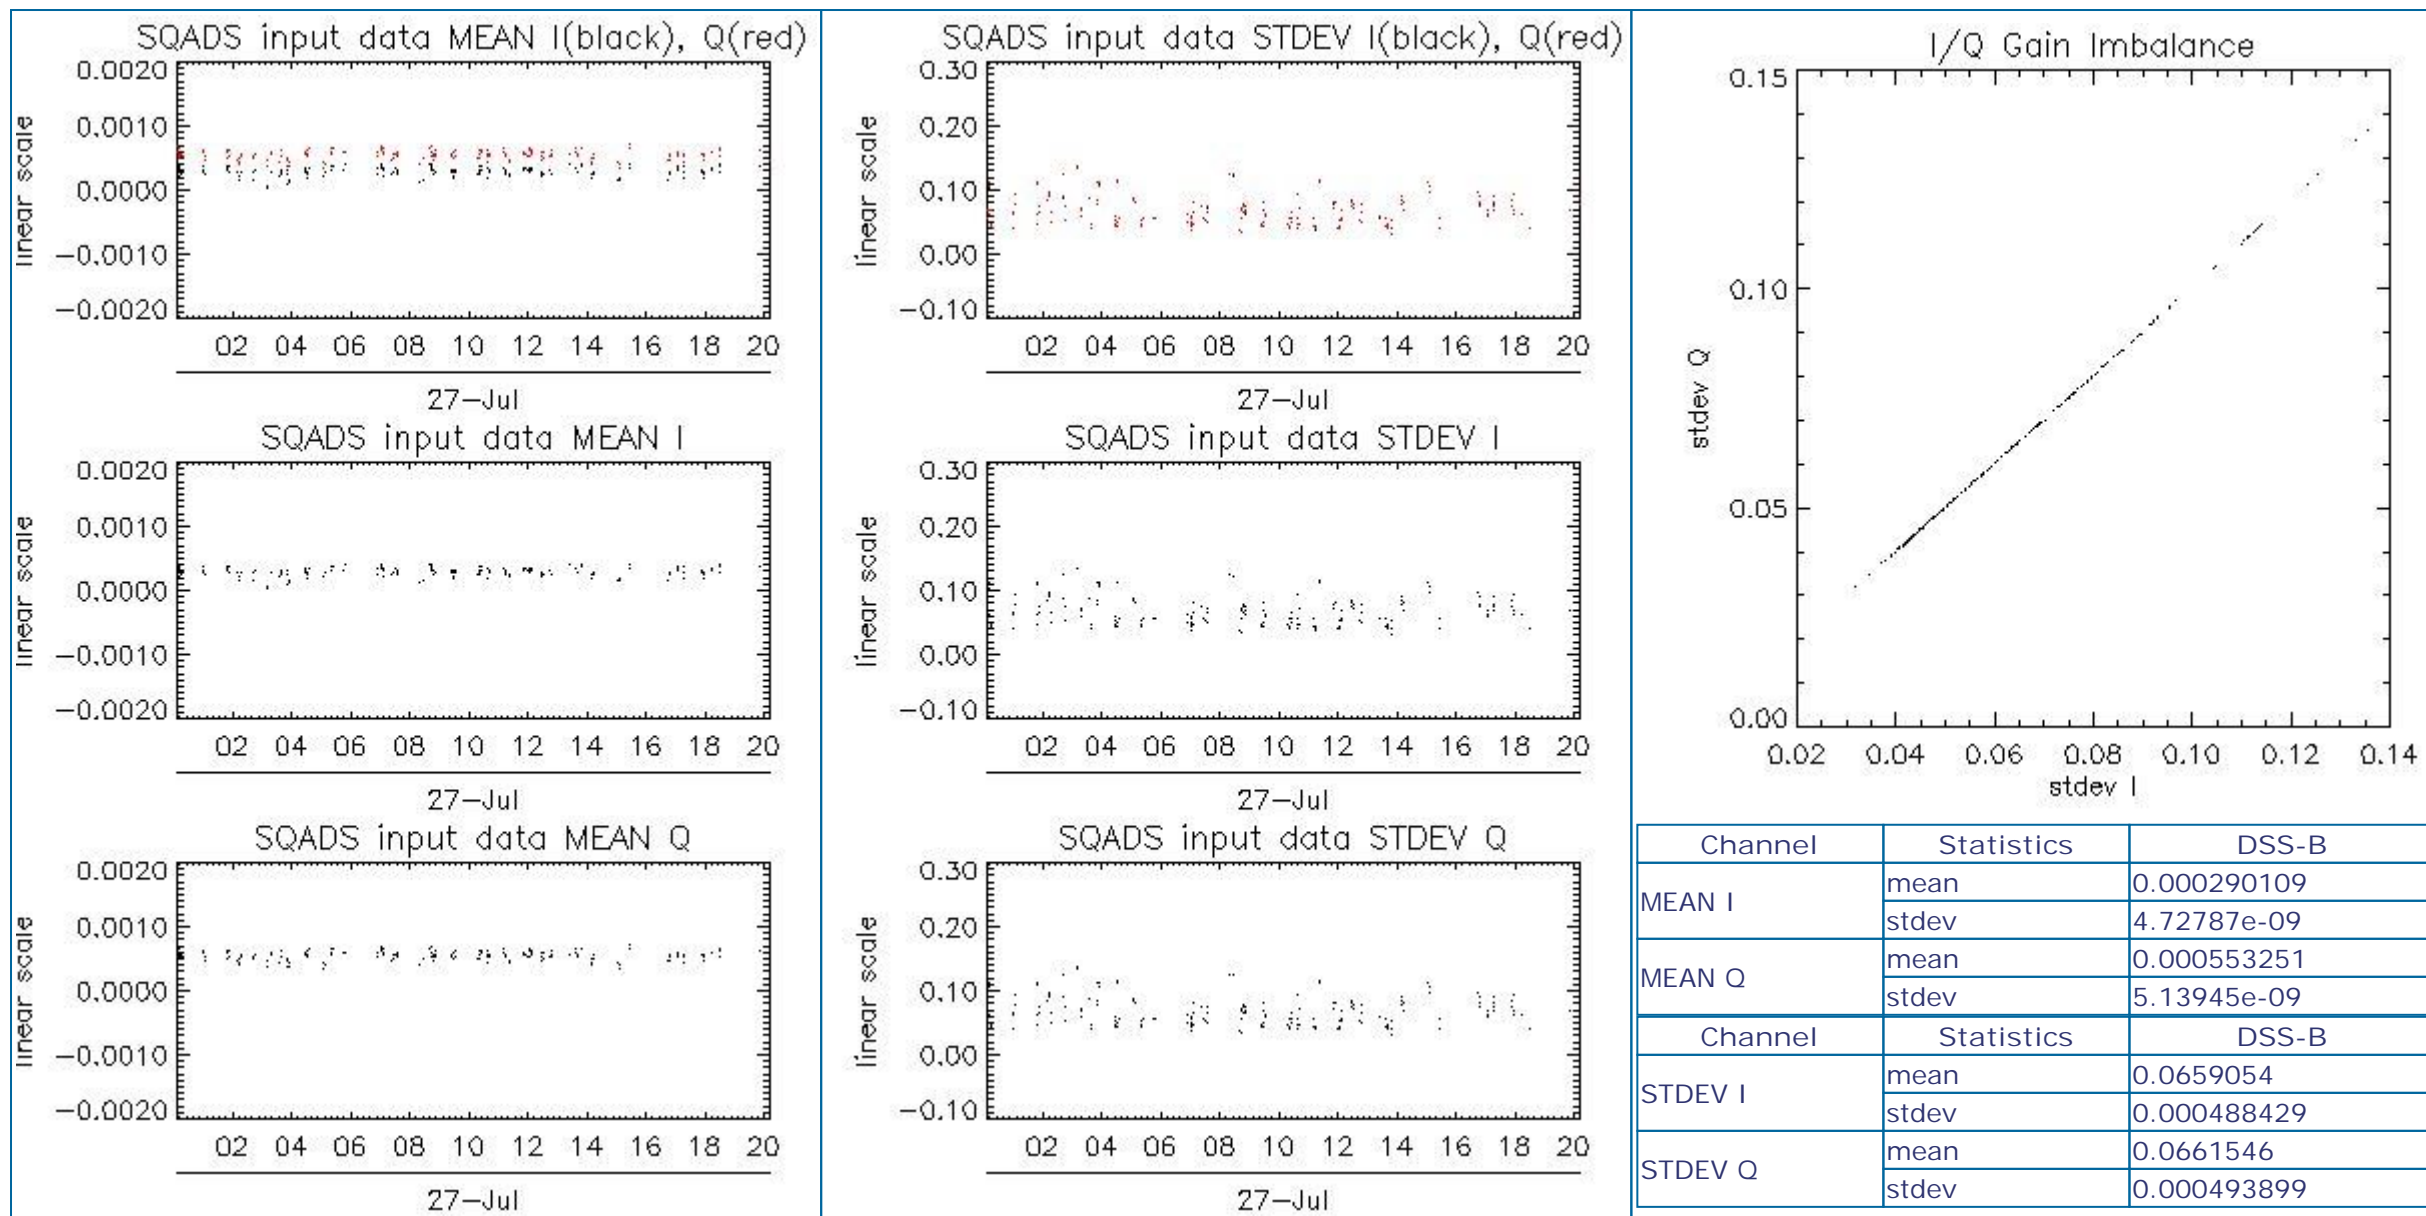 SQADS input data MEAN I(black), Q(red)
0.0020
0.0010
0.0000
-0.0010
-0.0020
linear scale
02 04 06 08 10 12 14 16 18 20
27-Jul
SQADS input data MEAN I
0.0020
0.0010
0.0000
-0.0010
-0.0020
linear scale
02 04 06 08 10 12 14 16 18 20
27-Jul
SQADS input data MEAN Q
0.0020
0.0010
0.0000
-0.0010
-0.0020
linear scale
02 04 06 08 10 12 14 16 18 20
27-Jul
SQADS input data STDEV I(black), Q(red)
0.30
0.20
0.10
0.00
-0.10
linear scale
02 04 06 08 10 12 14 16 18 20
27-Jul
SQADS input data STDEV I
0.30
0.20
0.10
0.00
-0.10
linear scale
02 04 06 08 10 12 14 16 18 20
27-Jul
SQADS input data STDEV Q
0.30
0.20
0.10
0.00
-0.10
linear scale
02 04 06 08 10 12 14 16 18 20
27-Jul
I/Q Gain Imbalance
0.15
0.10
0.05
0.00
stdev Q
0.02 0.04 0.06 0.08 0.10 0.12 0.14
stdev I
Channel Statistics DSS-B
MEAN I mean 0.000290109
stdev 4.72787e-09
MEAN Q mean 0.000553251
stdev 5.13945e-09
Channel Statistics DSS-B
STDEV I mean 0.0659054
stdev 0.000488429
STDEV Q mean 0.0661546
stdev 0.000493899